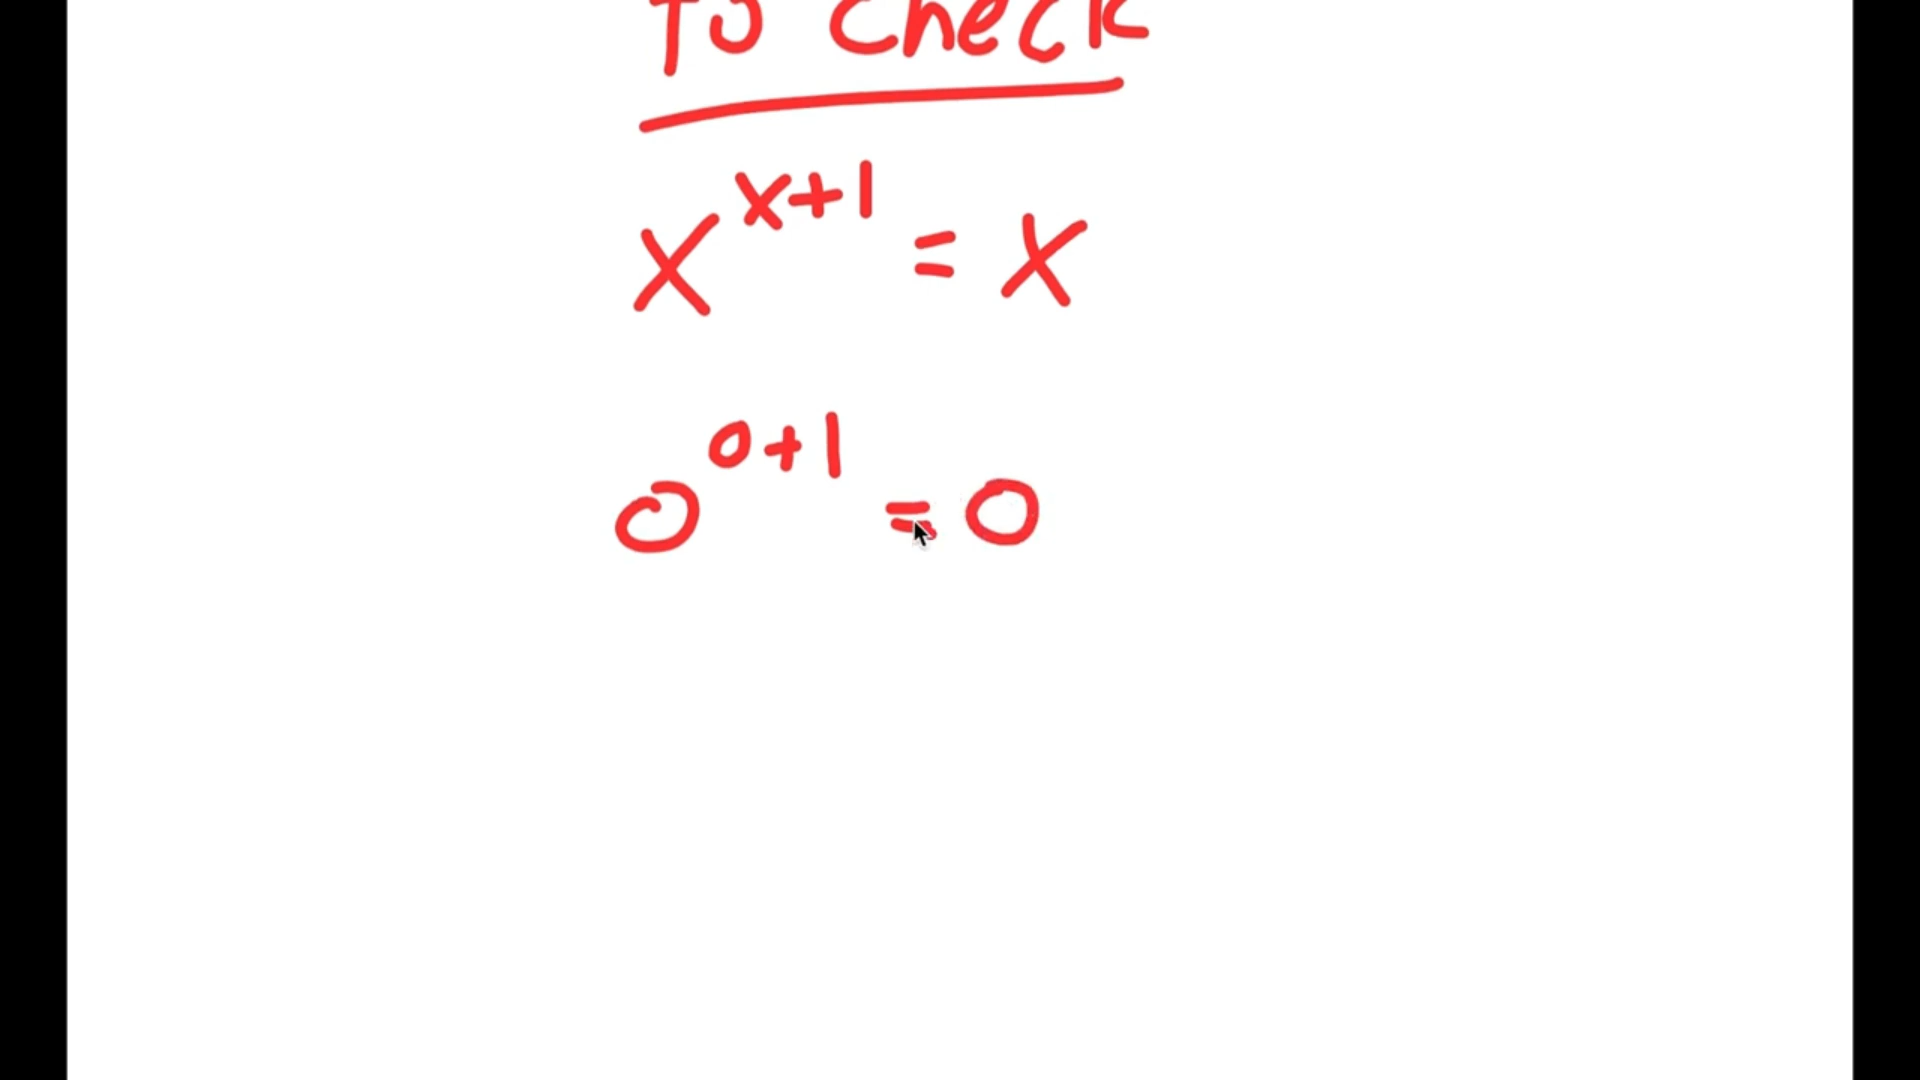 To Check
X^{x+1} = X
0^{0+1} = 0